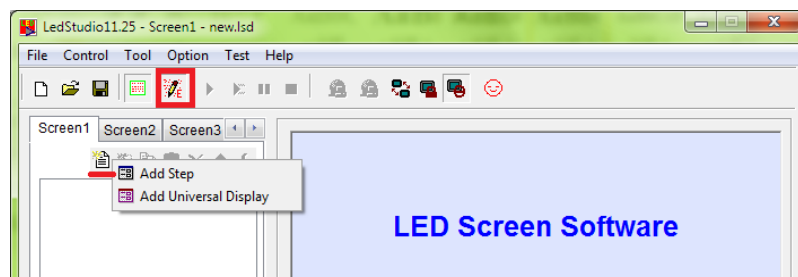 LedStudio11.25 - Screen1 - new.lsd
File Control Tool Option Test Help
E
Screen1 Screen2 Screen3
Add Step
Add Universal Display
LED Screen Software